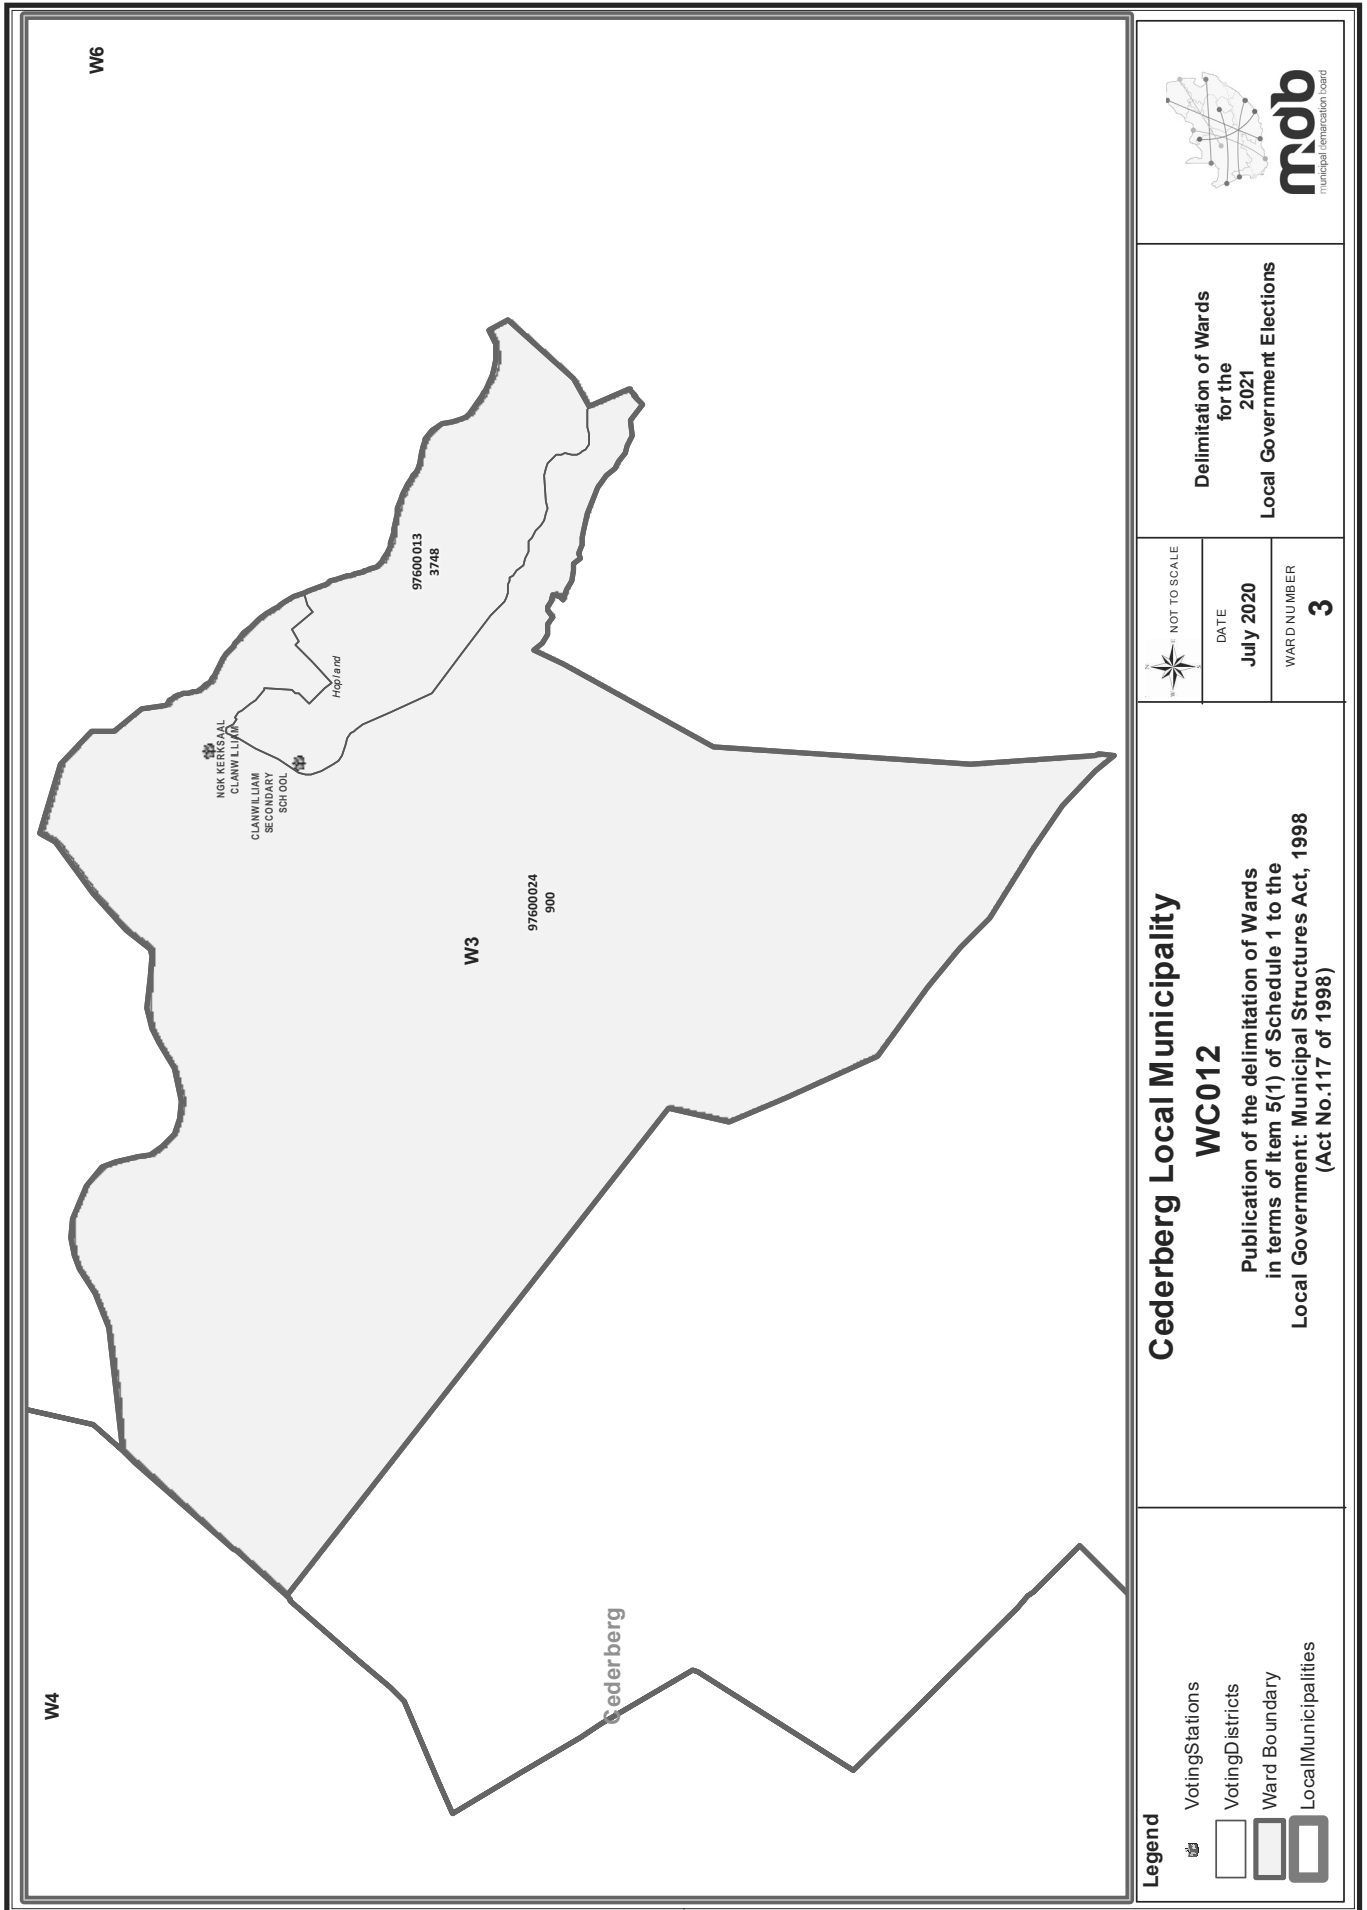 W6
W4
97600013
3748
Hopland
NGK KERKSAAL
CLANWILLIAM
CLANWILLIAM
SECONDARY
SCHOOL
W3
97600024
900
Cederberg
Legend
VotingStations
VotingDistricts
Ward Boundary
LocalMunicipalities
Cederberg Local Municipality
WC012
Publication of the delimitation of Wards
in terms of Item 5(1) of Schedule 1 to the
Local Government: Municipal Structures Act, 1998
(Act No.117 of 1998)
N
W
E
S
NOT TO SCALE
DATE
July 2020
WARD NUMBER
3
Delimitation of Wards
for the
2021
Local Government Elections
mdb
municipal demarcation board